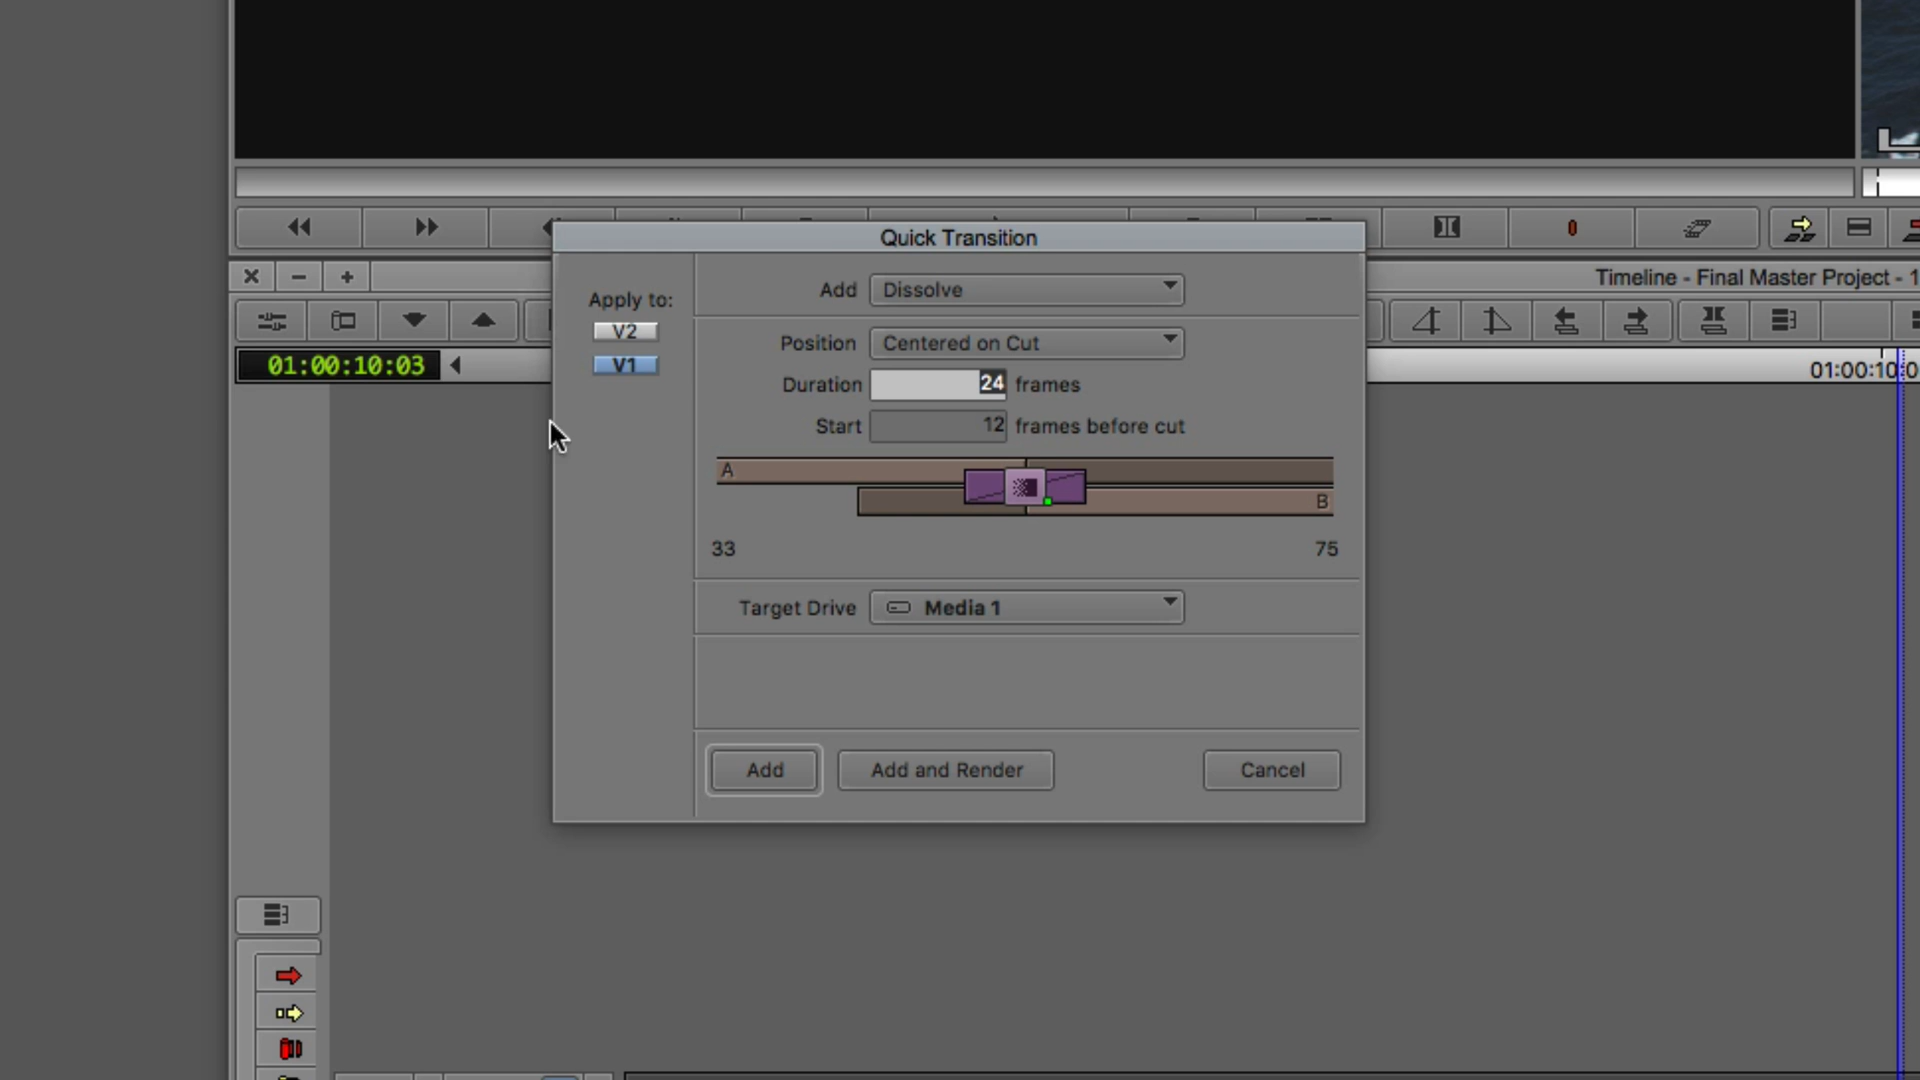 Quick Transition
Timeline - Final Master Project - 1
Apply to:
V2
V1
Add Dissolve
Position Centered on Cut
Duration 24 frames
Start 12 frames before cut
01:00:10:03
A
B
33 75
Target Drive Media 1
Add
Add and Render
Cancel